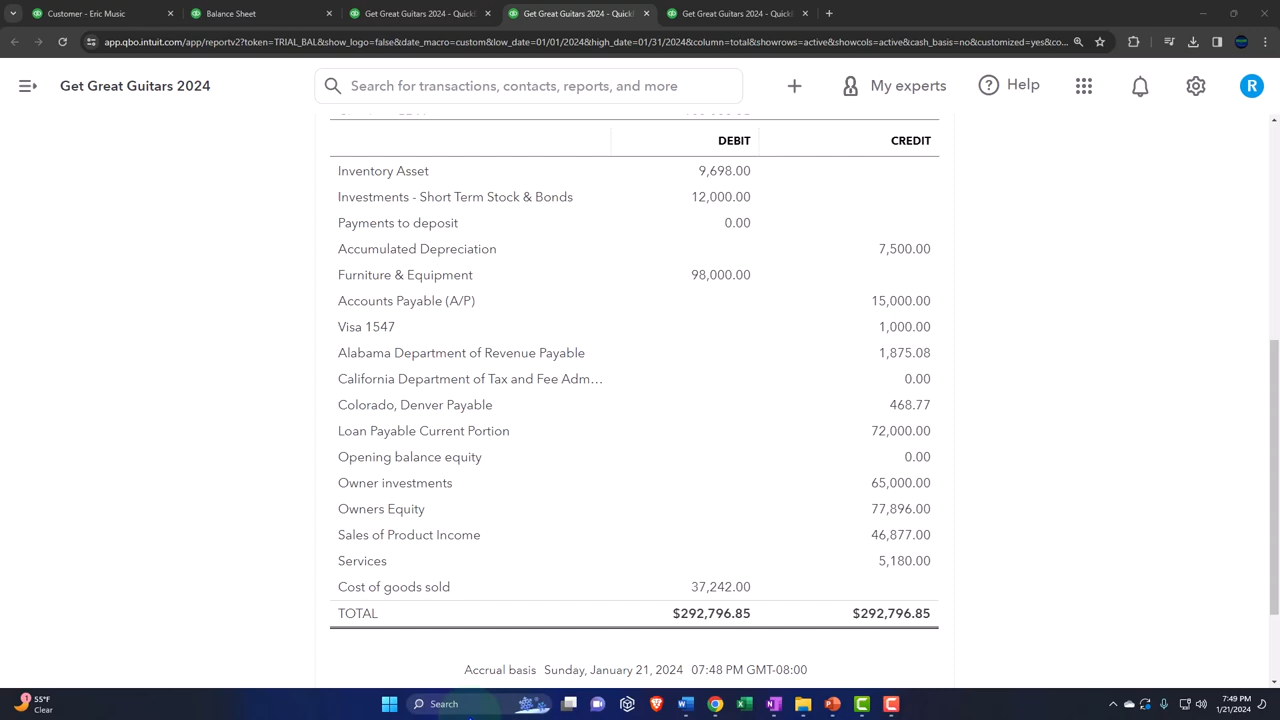 Customer - Eric Music
Balance Sheet
Get Great Guitars 2024 - QuickB
Get Great Guitars 2024 - QuickB
Get Great Guitars 2024 - QuickB
app.qbo.intuit.com/app/reportv2?token=TRIAL_BAL&show_logo=false&date_macro=custom&low_date=01/01/2024&high_date=01/31/2024&column=total&showrows=active&showcols=active&cash_basis=no&customized=yes&co...
Get Great Guitars 2024
Search for transactions, contacts, reports, and more
My experts
Help
R
DEBIT CREDIT
Inventory Asset 9,698.00
Investments - Short Term Stock & Bonds 12,000.00
Payments to deposit 0.00
Accumulated Depreciation 7,500.00
Furniture & Equipment 98,000.00
Accounts Payable (A/P) 15,000.00
Visa 1547 1,000.00
Alabama Department of Revenue Payable 1,875.08
California Department of Tax and Fee Adm... 0.00
Colorado, Denver Payable 468.77
Loan Payable Current Portion 72,000.00
Opening balance equity 0.00
Owner investments 65,000.00
Owners Equity 77,896.00
Sales of Product Income 46,877.00
Services 5,180.00
Cost of goods sold 37,242.00
TOTAL $292,796.85 $292,796.85
Accrual basis Sunday, January 21, 2024 07:48 PM GMT-08:00
1
55°F
Clear
Search
7:49 PM
1/21/2024